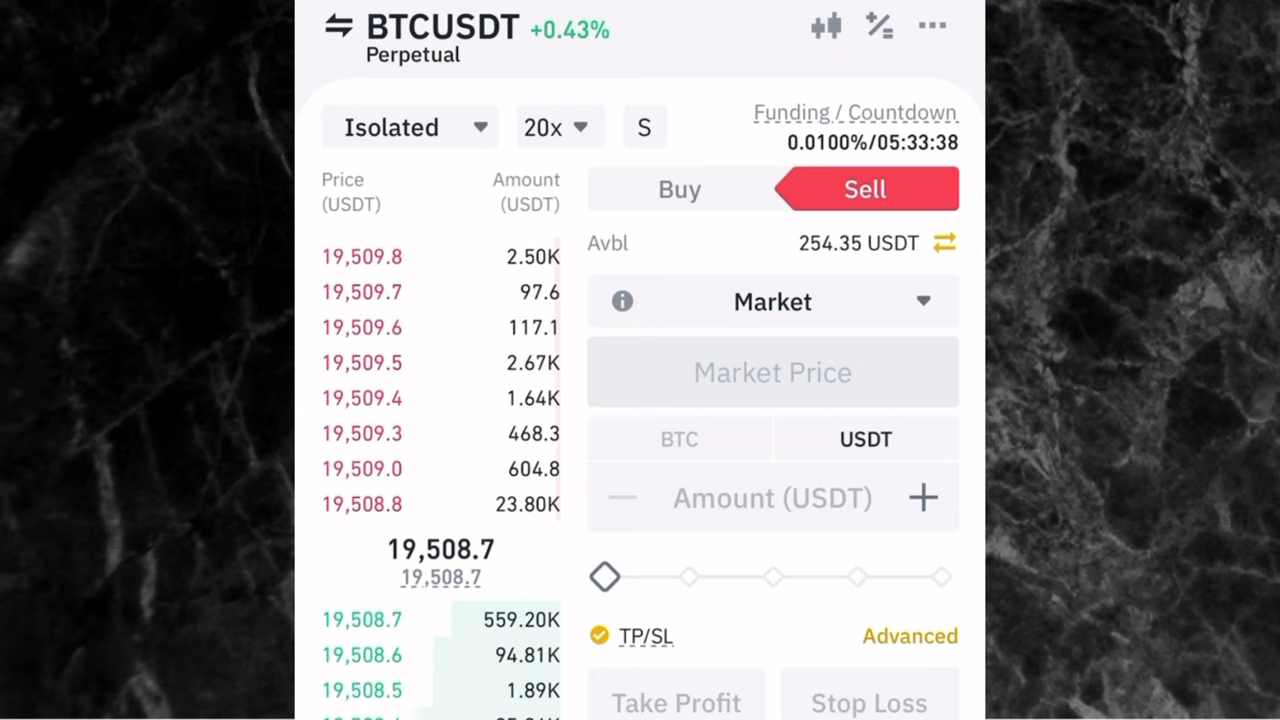 BTCUSDT +0.43%
Perpetual
Isolated 20x S
Funding / Countdown
0.0100%/05:33:38
Price (USDT) Amount (USDT)
Buy Sell
Avbl 254.35 USDT
19,509.8 2.50K
19,509.7 97.6
19,509.6 117.1
19,509.5 2.67K
19,509.4 1.64K
19,509.3 468.3
19,509.0 604.8
19,508.8 23.80K
19,508.7
19,508.7
19,508.7 559.20K
19,508.6 94.81K
19,508.5 1.89K
Market
Market Price
BTC USDT
Amount (USDT)
TP/SL Advanced
Take Profit Stop Loss